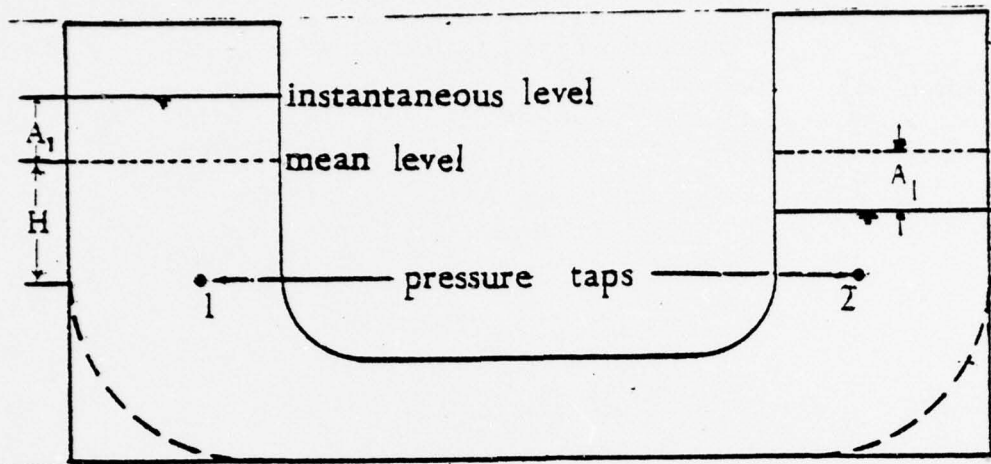 instantaneous level
A₁
mean level
A₁
H
pressure taps
1
2